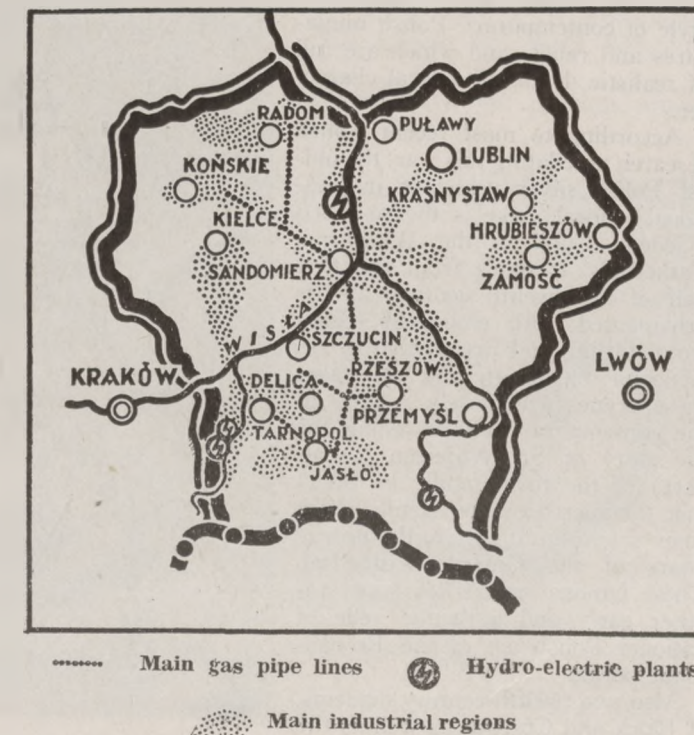 RADOM
PUŁAWY
LUBLIN
KOŃSKIE
KRASNYSTAW
KIELCE
HRUBIESZÓW
SANDOMIERZ
ZAMOŚĆ
WISŁA
SZCZUCIN
LWÓW
KRAKÓW
DELICA
RZESZÓW
PRZEMYŚL
TARNOPOL
JASŁO
Main gas pipe lines
Hydro-electric plants
Main industrial regions